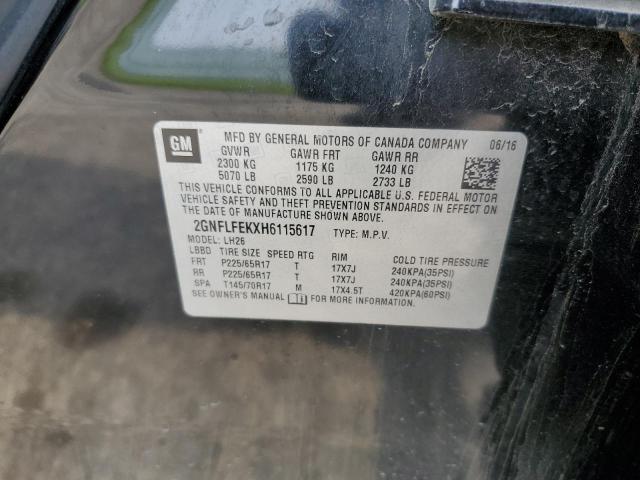 GM
MFD BY GENERAL MOTORS OF CANADA COMPANY 06/16
GVWR GAWR FRT GAWR RR
2300 KG 1175 KG 1240 KG
5070 LB 2590 LB 2733 LB
THIS VEHICLE CONFORMS TO ALL APPLICABLE U.S. FEDERAL MOTOR
VEHICLE SAFETY AND THEFT PREVENTION STANDARDS IN EFFECT ON THE
DATE OF MANUFACTURE SHOWN ABOVE.
2GNFLFEKXH6115617 TYPE: M.P.V.
MODEL: LH26
LB22 TIRE SIZE SPEED RTG RIM COLD TIRE PRESSURE
FRT P225/65R17 T 17X7J 240KPA(35PSI)
RR P225/65R17 T 17X7J 240KPA(35PSI)
SPA T145/70R17 M 17X4.5T 420KPA(60PSI)
SEE OWNER'S MANUAL FOR MORE INFORMATION.